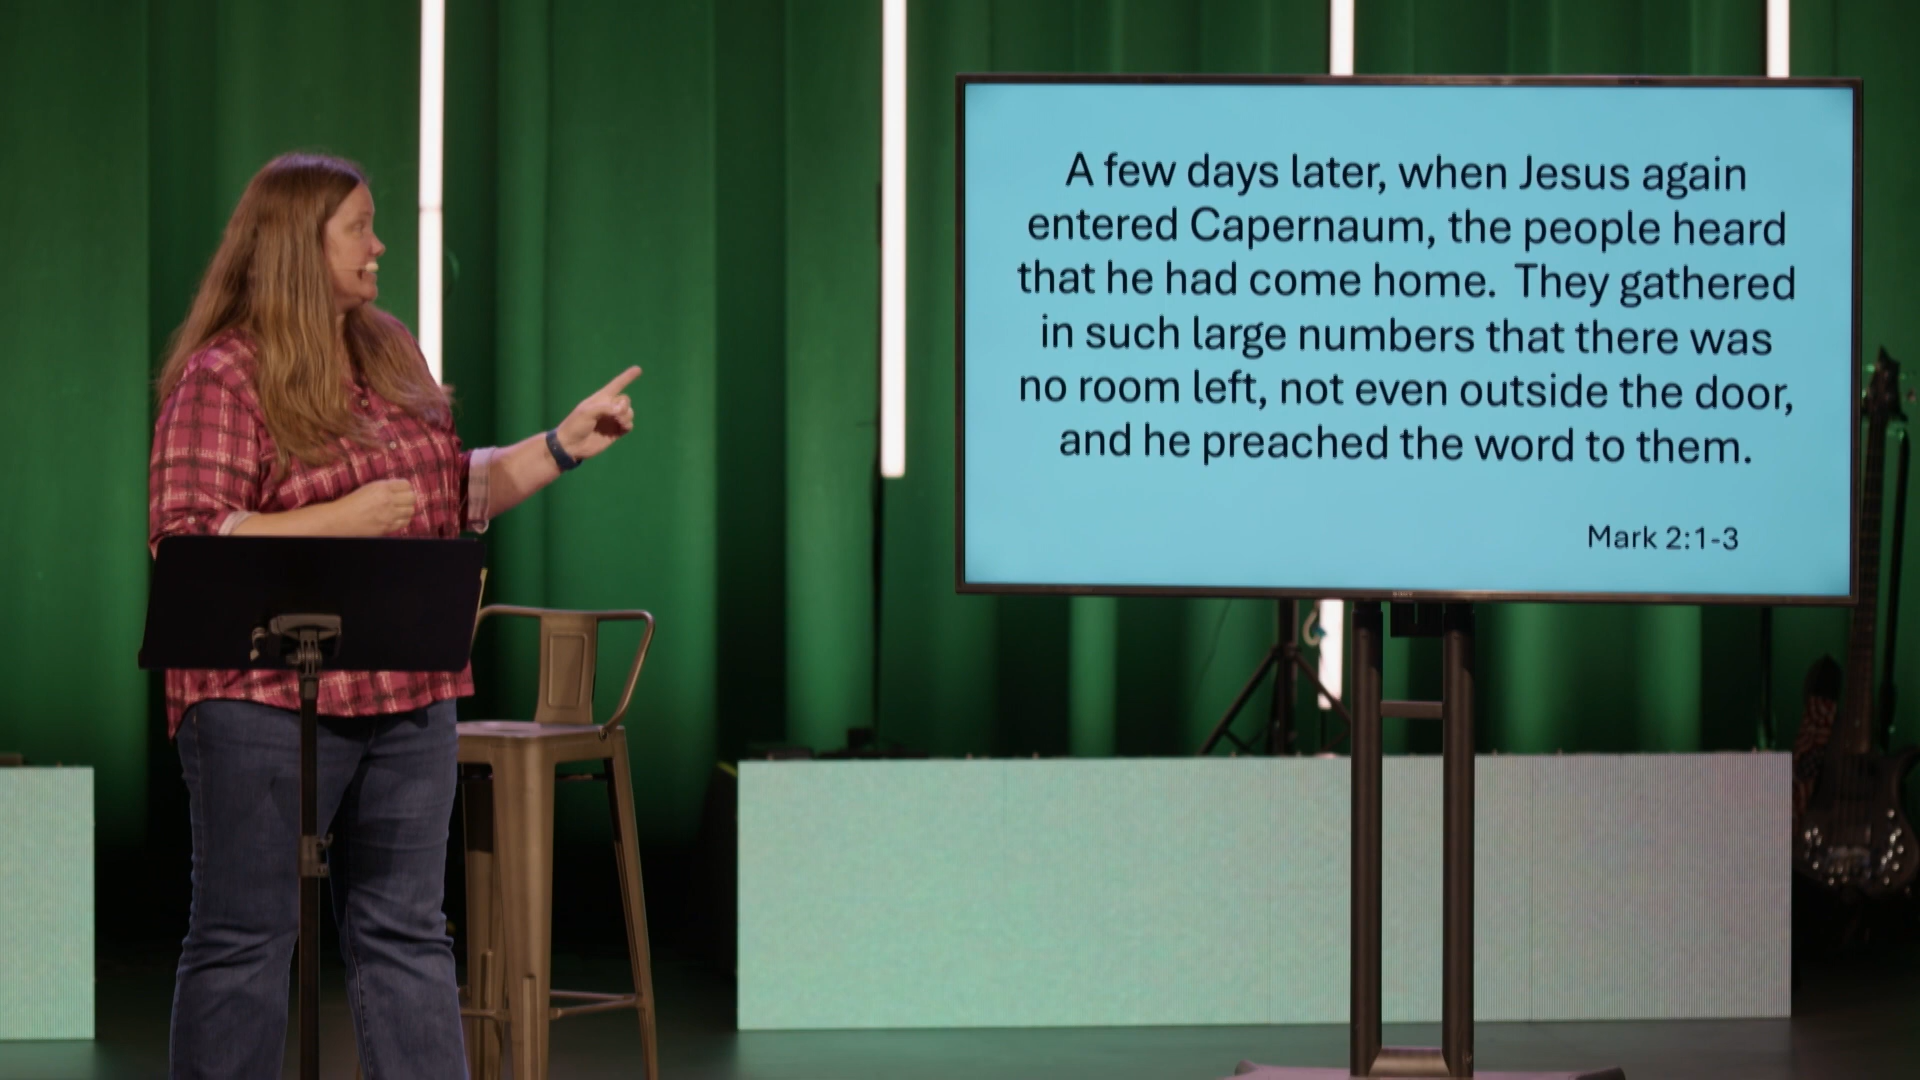 A few days later, when Jesus again
entered Capernaum, the people heard
that he had come home. They gathered
in such large numbers that there was
no room left, not even outside the door,
and he preached the word to them.
Mark 2:1-3